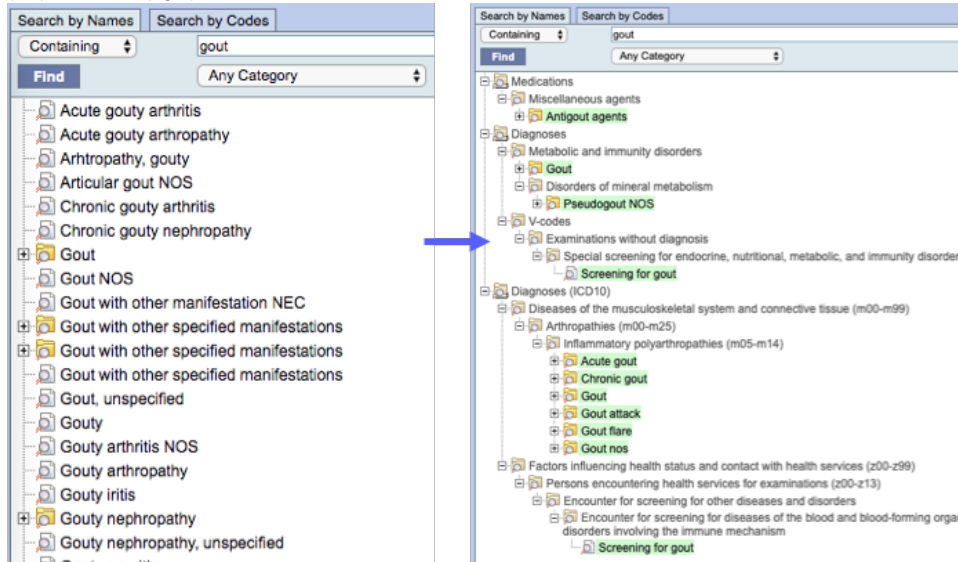 Search by Names
Search by Codes
Containing
gout
Find
Any Category
Acute gouty arthritis
Acute gouty arthropathy
Arhtropathy, gouty
Articular gout NOS
Chronic gouty arthritis
Chronic gouty nephropathy
Gout
Gout NOS
Gout with other manifestation NEC
Gout with other specified manifestations
Gout with other specified manifestations
Gout with other specified manifestations
Gout, unspecified
Gouty
Gouty arthritis NOS
Gouty arthropathy
Gouty iritis
Gouty nephropathy
Gouty nephropathy, unspecified
Search by Names
Search by Codes
Containing
gout
Find
Any Category
Medications
Miscellaneous agents
Antigout agents
Diagnoses
Metabolic and immunity disorders
Gout
Disorders of mineral metabolism
Pseudogout NOS
V-codes
Examinations without diagnosis
Special screening for endocrine, nutritional, metabolic, and immunity disorder
Screening for gout
Diagnoses (ICD10)
Diseases of the musculoskeletal system and connective tissue (m00-m99)
Arthropathies (m00-m25)
Inflammatory polyarthropathies (m05-m14)
Acute gout
Chronic gout
Gout
Gout attack
Gout flare
Gout nos
Factors influencing health status and contact with health services (z00-z99)
Persons encountering health services for examinations (z00-z13)
Encounter for screening for other diseases and disorders
Encounter for screening for diseases of the blood and blood-forming orga
disorders involving the immune mechanism
Screening for gout